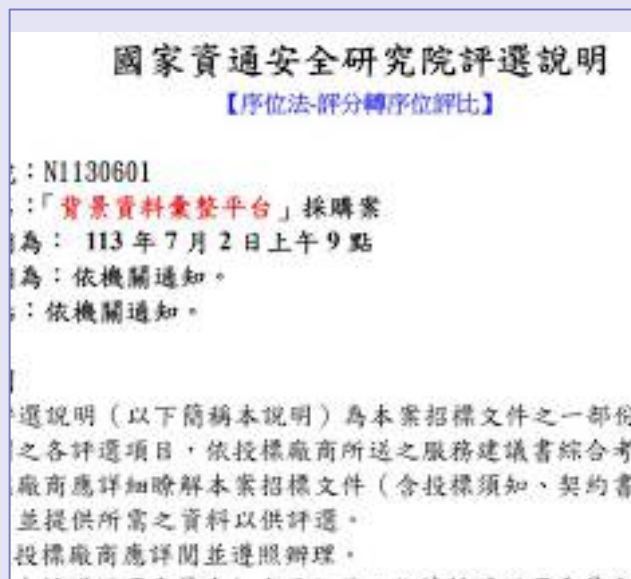 國家資通安全研究院評選說明
【序位法-評分轉序位評比】
：N1130601
：「背景資料彙整平台」採購案
為： 113 年 7 月 2 日上午 9 點
為：依機關通知。
：依機關通知。
選說明（以下簡稱本說明）為本案招標文件之一部份
之各評選項目，依投標廠商所送之服務建議書綜合考
廠商應詳細瞭解本案招標文件（含投標須知、契約書
並提供所需之資料以供評選。
投標廠商應詳閱並遵照辦理。